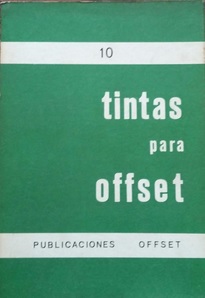 10
tintas
para
offset
PUBLICACIONES OFFSET